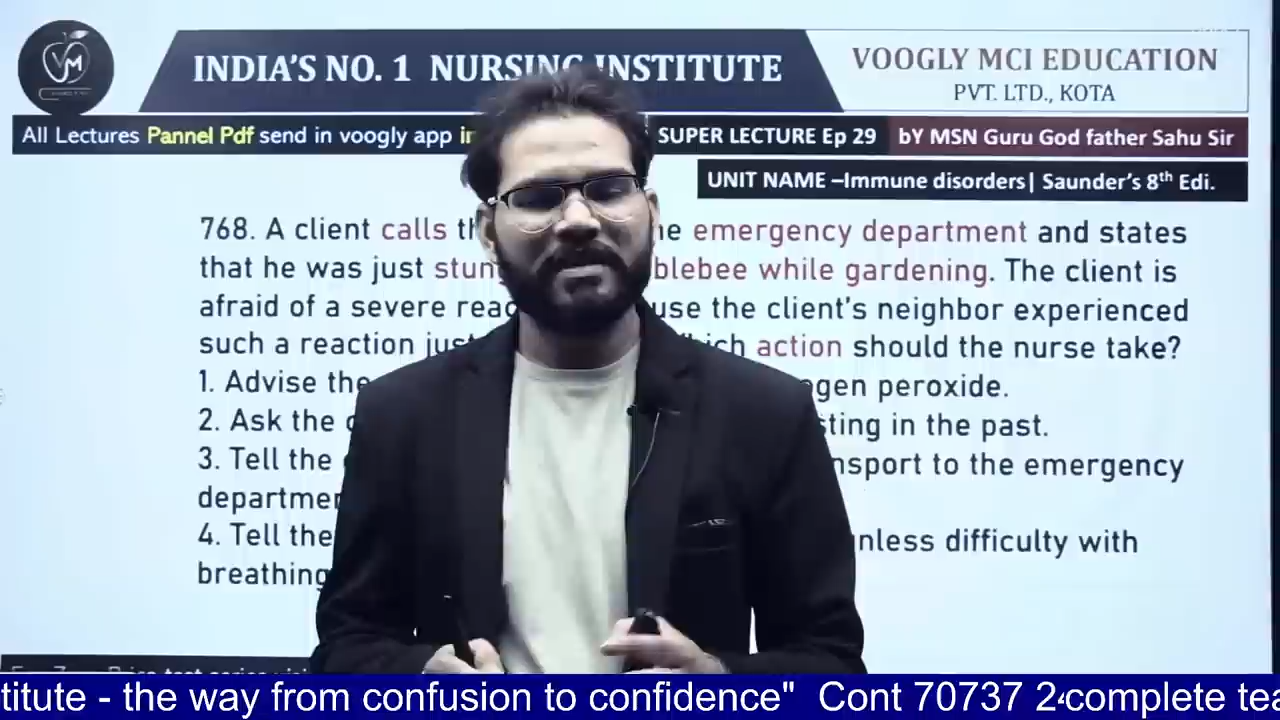 VM
INDIA'S NO. 1 NURSING INSTITUTE
VOOGLY MCI EDUCATION
PVT. LTD., KOTA
All Lectures Pannel Pdf send in voogly app in
SUPER LECTURE Ep 29 bY MSN Guru God father Sahu Sir
UNIT NAME –Immune disorders| Saunder's 8th Edi.
768. A client calls th he emergency department and states
that he was just stun blebee while gardening. The client is
afraid of a severe reac use the client's neighbor experienced
such a reaction just hich action should the nurse take?
1. Advise the gen peroxide.
2. Ask the sting in the past.
3. Tell the nsport to the emergency
departmen
4. Tell the unless difficulty with
breathing
titute - the way from confusion to confidence" Cont 70737 2 complete tea